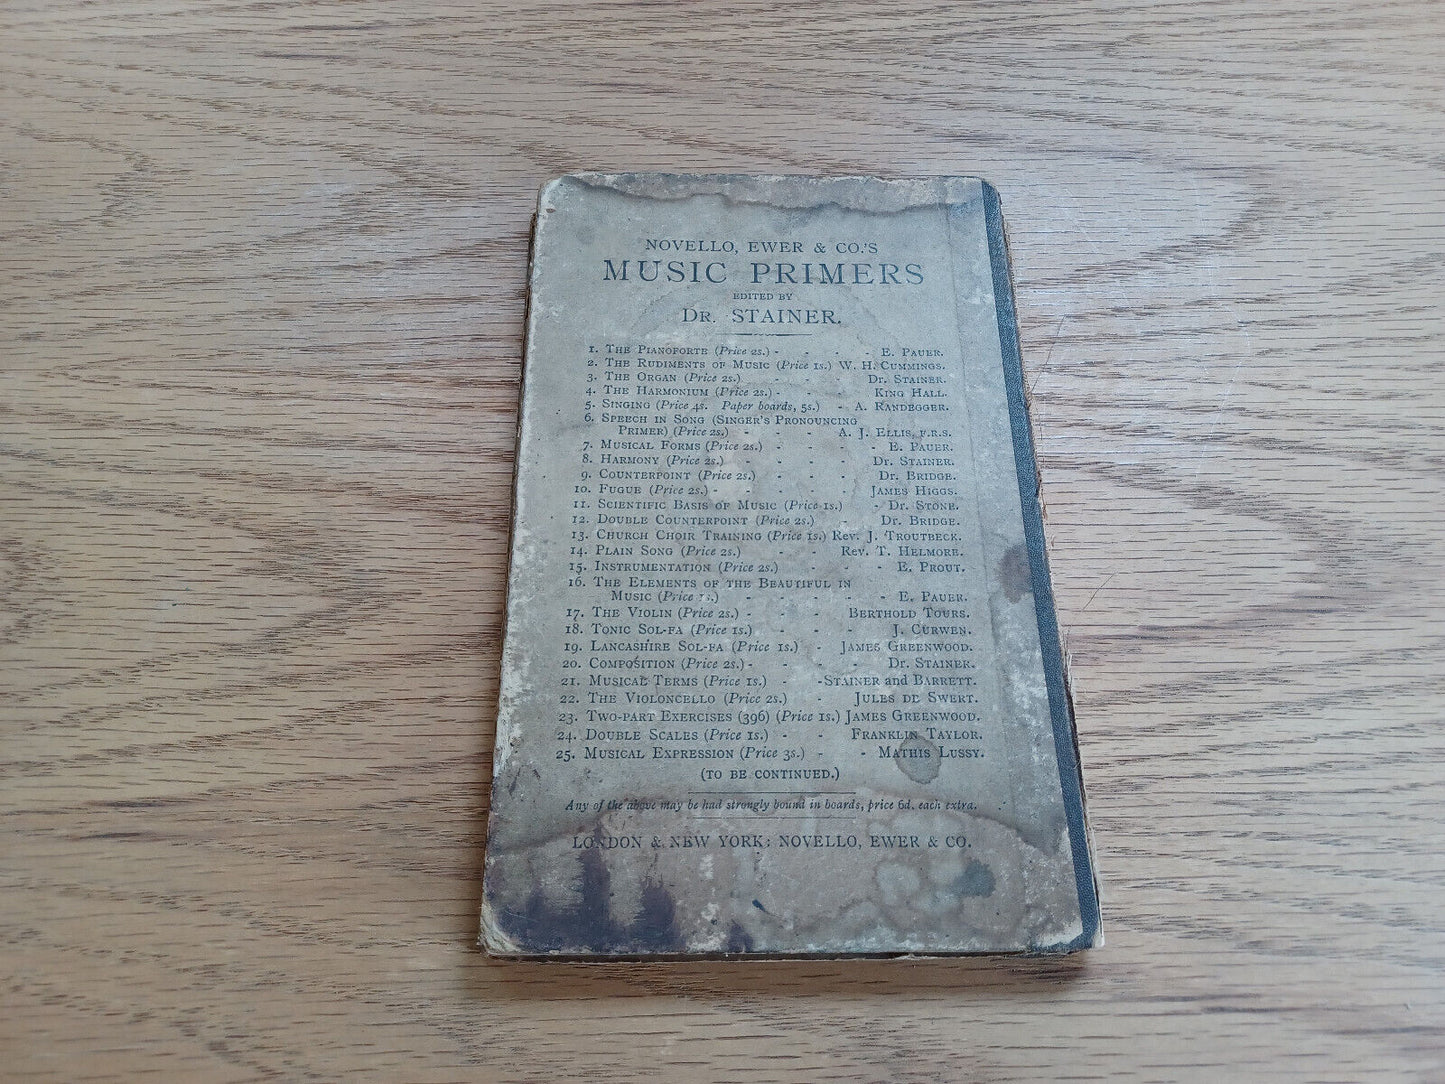 NOVELLO, EWER & CO.'S
MUSIC PRIMERS
EDITED BY
DR. STAINER.
1. THE PIANOFORTE (Price 2s.) - - - - E. PAUER.
2. THE RUDIMENTS OF MUSIC (Price 1s.) W. H. CUMMINGS.
3. THE ORGAN (Price 2s.) - - - DR. STAINER.
4. THE HARMONIUM (Price 2s.) - - - KING HALL.
5. SINGING (Price 4s. Paper boards, 5s.) - A. RANDEGGER.
6. SPEECH IN SONG (SINGER'S PRONOUNCING
PRIMER) (Price 2s.) - - - A. J. ELLIS, F.R.S.
7. MUSICAL FORMS (Price 2s.) - - - - E. PAUER.
8. HARMONY (Price 2s.) - - - - - DR. STAINER.
9. COUNTERPOINT (Price 2s.) - - - - DR. BRIDGE.
10. FUGUE (Price 2s.) - - - - - JAMES HIGGS.
11. SCIENTIFIC BASIS OF MUSIC (Price 1s.) - DR. STONE.
12. DOUBLE COUNTERPOINT (Price 2s.) - DR. BRIDGE.
13. CHURCH CHOIR TRAINING (Price 1s.) REV. J. TROUTBECK.
14. PLAIN SONG (Price 2s.) - - - REV. T. HELMORE.
15. INSTRUMENTATION (Price 2s.) - - - - E. PROUT.
16. THE ELEMENTS OF THE BEAUTIFUL IN
MUSIC (Price 1s.) - - - - - E. PAUER.
17. THE VIOLIN (Price 2s.) - - - BERTHOLD TOURS.
18. TONIC SOL-FA (Price 1s.) - - - J. CURWEN.
19. LANCASHIRE SOL-FA (Price 1s.) - JAMES GREENWOOD.
20. COMPOSITION (Price 2s.) - - - - DR. STAINER.
21. MUSICAL TERMS (Price 1s.) - -STAINER and BARRETT.
22. THE VIOLONCELLO (Price 2s.) - JULES DE SWERT.
23. TWO-PART EXERCISES (396) (Price 1s.) JAMES GREENWOOD.
24. DOUBLE SCALES (Price 1s.) - - FRANKLIN TAYLOR.
25. MUSICAL EXPRESSION (Price 3s.) - - MATHIS LUSSY.
(TO BE CONTINUED.)
Any of the above may be had strongly bound in boards, price 6d. each extra.
LONDON & NEW YORK: NOVELLO, EWER & CO.